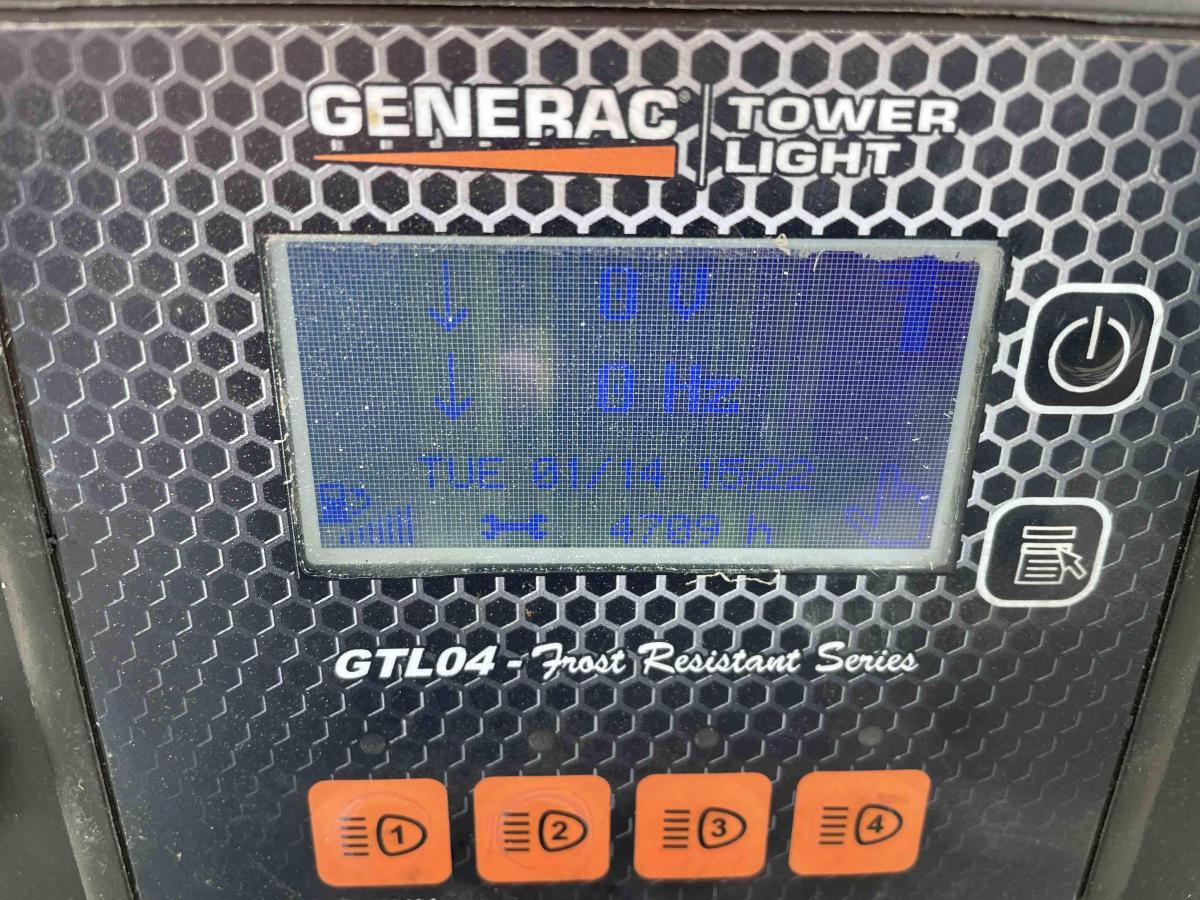 GENERAC®
TOWER
LIGHT
0 V
0 Hz
TUE 01/14 15:22
4789 h
GTL04 - Frost Resistant Series
1
2
3
4